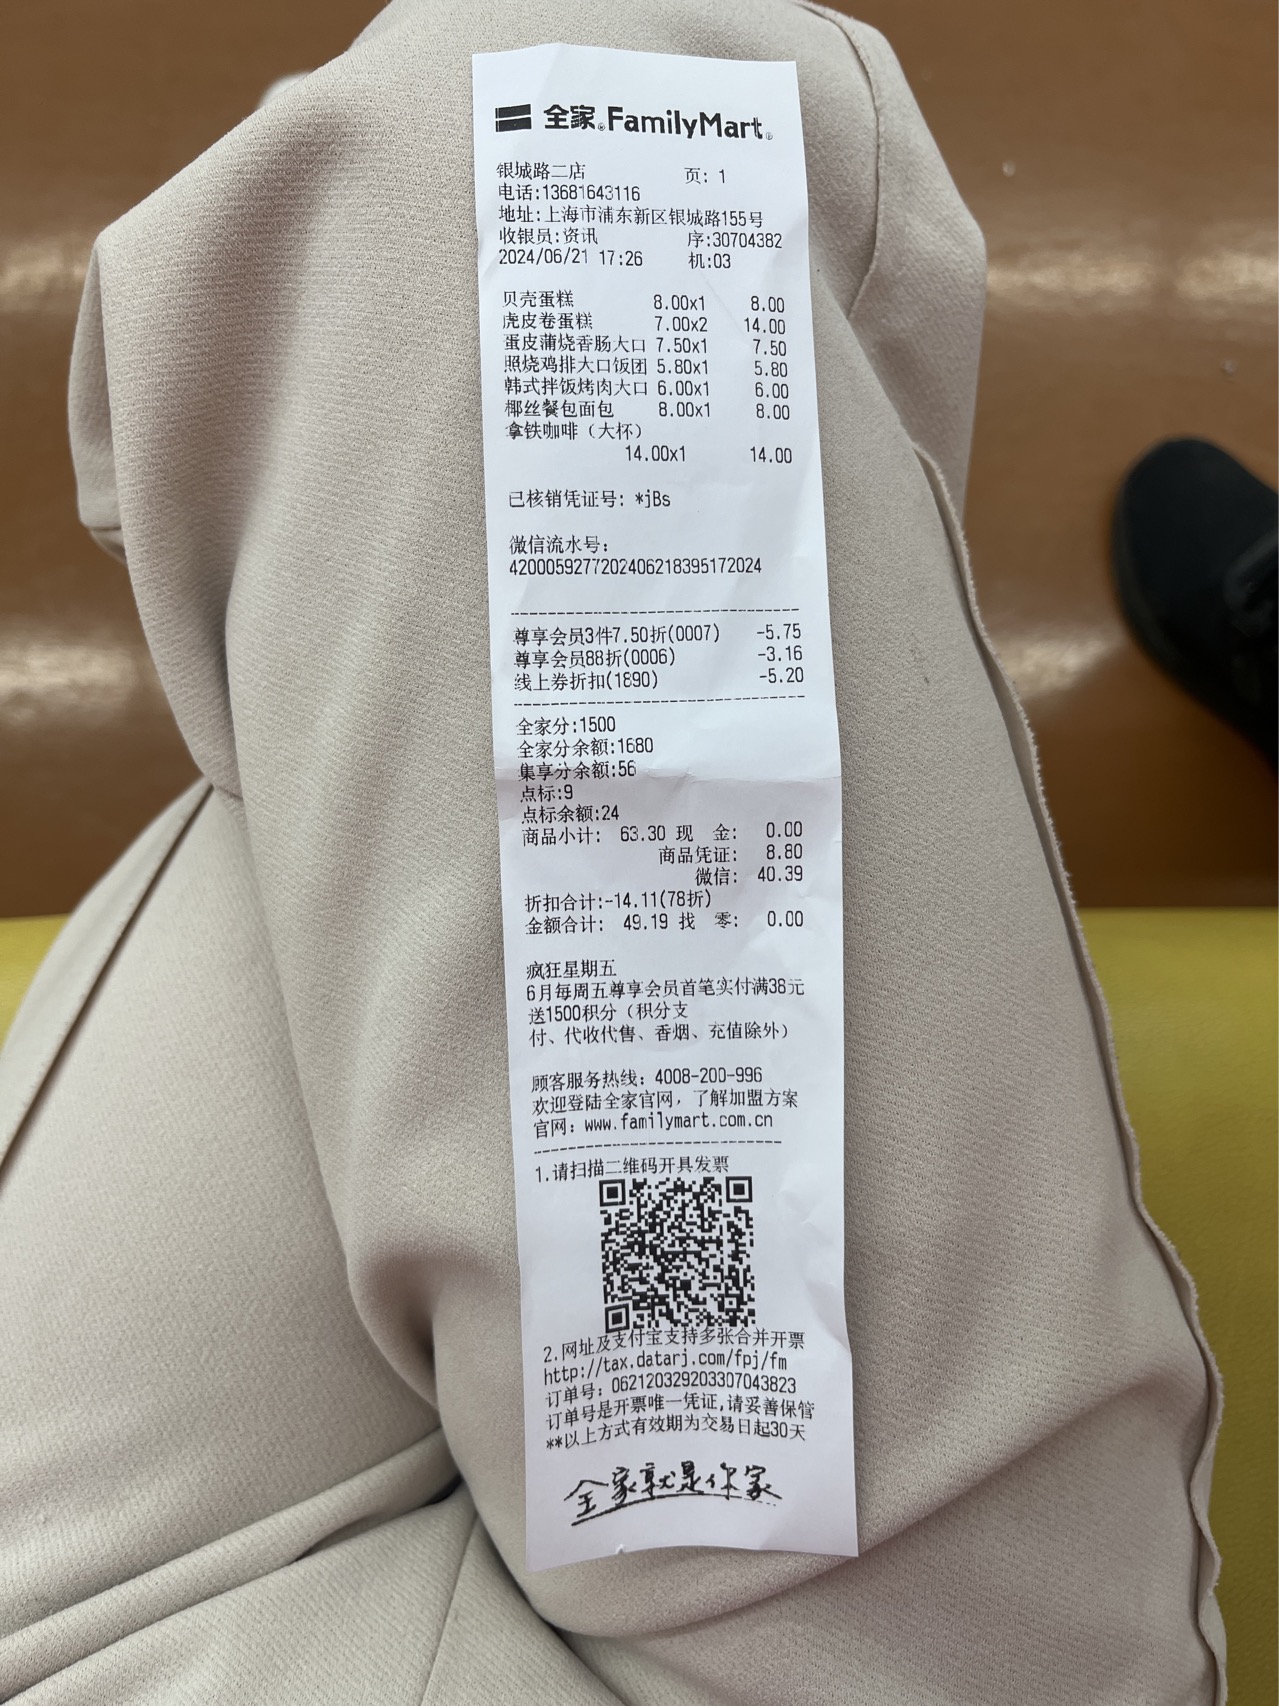 全家 FamilyMart
银城路二店 页: 1
电话:13681643116
地址:上海市浦东新区银城路155号
收银员:资讯 序:30704382
2024/06/21 17:26 机:03
贝壳蛋糕 8.00x1 8.00
虎皮卷蛋糕 7.00x2 14.00
蛋皮蒲烧香肠大口 7.50x1 7.50
照烧鸡排大口饭团 5.80x1 5.80
韩式拌饭烤肉大口 6.00x1 6.00
椰丝餐包面包 8.00x1 8.00
拿铁咖啡（大杯）
14.00x1 14.00
已核销凭证号: *jBs
微信流水号:
4200059277202406218395172024
尊享会员3件7.50折(0007) -5.75
尊享会员88折(0006) -3.16
线上券折扣(1890) -5.20
全家分:1500
全家分余额:1680
集享分余额:56
点标:9
点标余额:24
商品小计: 63.30 现 金: 0.00
商品凭证: 8.80
微信: 40.39
折扣合计:-14.11(78折)
金额合计: 49.19 找 零: 0.00
疯狂星期五
6月每周五尊享会员首笔实付满38元
送1500积分（积分支
付、代收代售、香烟、充值除外）
顾客服务热线: 4008-200-996
欢迎登陆全家官网，了解加盟方案
官网: www.familymart.com.cn
1.请扫描二维码开具发票
2.网址及支付宝支持多张合并开票
http://tax.datarj.com/fpj/fm
订单号: 062120329203307043823
订单号是开票唯一凭证,请妥善保管
**以上方式有效期为交易日起30天
全家就是你家